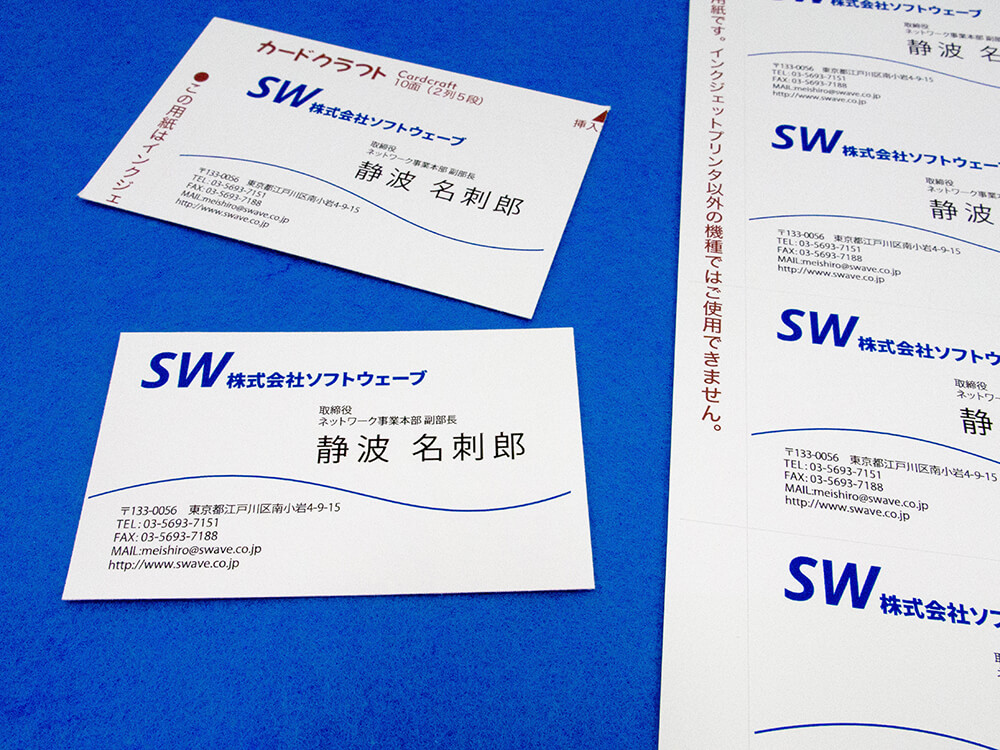 カードクラフト Cardcraft
10面（2列5段）
挿入
●この用紙はインクジェ
SW 株式会社ソフトウェーブ
取締役
ネットワーク事業本部 副部長
静波 名刺郎
〒133-0056 東京都江戸川区南小岩4-9-15
TEL: 03-5693-7151
FAX: 03-5693-7188
MAIL:meishiro@swave.co.jp
http://www.swave.co.jp
SW 株式会社ソフトウェーブ
取締役
ネットワーク事業本部 副部長
静波 名刺郎
〒133-0056 東京都江戸川区南小岩4-9-15
TEL: 03-5693-7151
FAX: 03-5693-7188
MAIL:meishiro@swave.co.jp
http://www.swave.co.jp
用紙です。インクジェットプリンタ以外の機種ではご使用できません。
株式会社ソフトウェーブ
取締役
ネットワーク事業本部 副部
静波 名
〒133-0056 東京都江戸川区南小岩4-9-15
TEL: 03-5693-7151
FAX: 03-5693-7188
MAIL:meishiro@swave.co.jp
http://www.swave.co.jp
SW 株式会社ソフトウェー
取締役
ネットワーク事業本
静波
〒133-0056 東京都江戸川区南小岩4-9-15
TEL: 03-5693-7151
FAX: 03-5693-7188
MAIL:meishiro@swave.co.jp
http://www.swave.co.jp
SW 株式会社ソフトウ
取締役
ネットワーク
静
〒133-0056 東京都江戸川区南小岩4-9-15
TEL: 03-5693-7151
FAX: 03-5693-7188
MAIL:meishiro@swave.co.jp
http://www.swave.co.jp
SW 株式会社ソフ